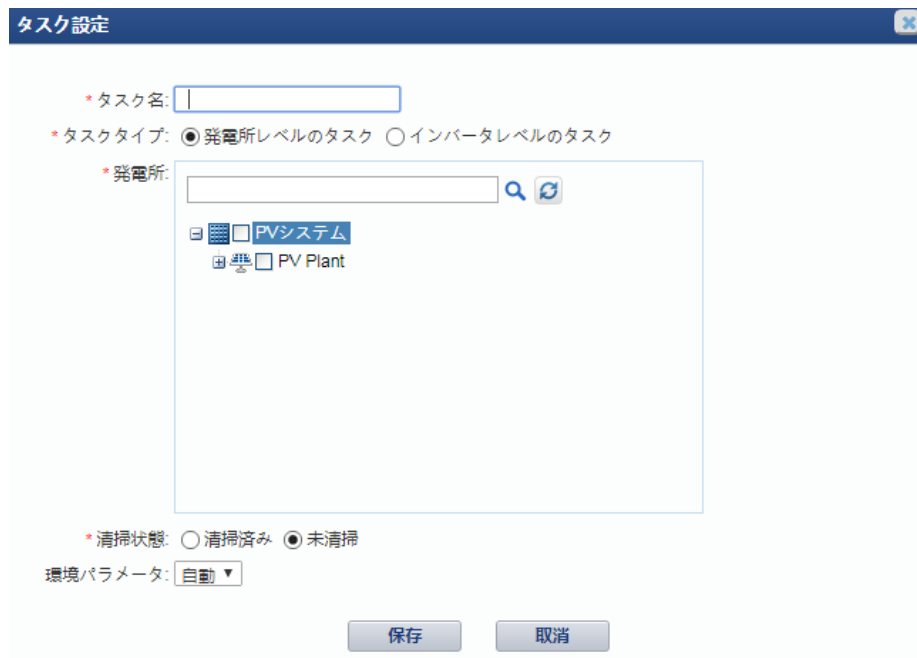 タスク設定
*タスク名:
*タスクタイプ: 発電所レベルのタスク インバータレベルのタスク
*発電所:
PVシステム
PV Plant
*清掃状態: 清掃済み 未清掃
環境パラメータ: 自動
保存 取消